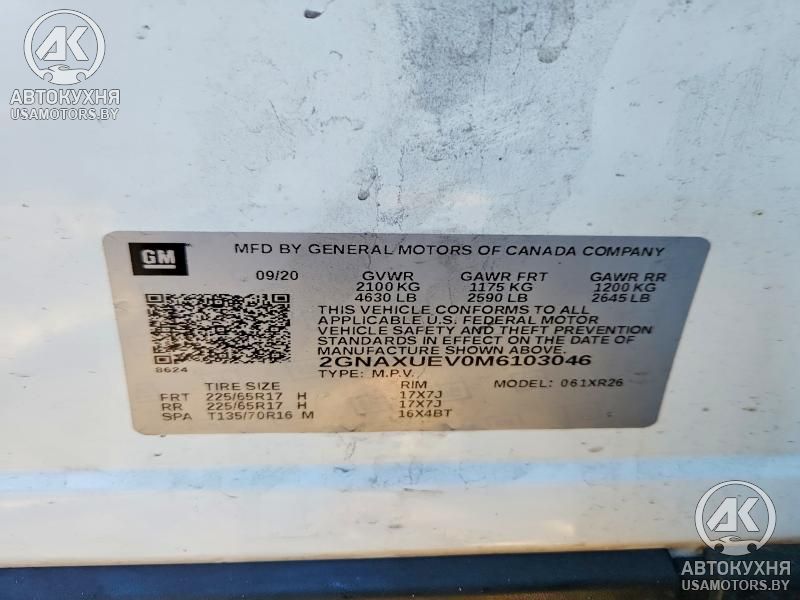 AK
АВТОКУХНЯ
USAMOTORS.BY
GM
MFD BY GENERAL MOTORS OF CANADA COMPANY
09/20 GVWR GAWR FRT GAWR RR
2100 KG 1175 KG 1200 KG
4630 LB 2590 LB 2645 LB
THIS VEHICLE CONFORMS TO ALL
APPLICABLE U.S. FEDERAL MOTOR
VEHICLE SAFETY AND THEFT PREVENTION
STANDARDS IN EFFECT ON THE DATE
OF MANUFACTURE SHOWN ABOVE.
8624
2GNAXUEV0M6103046
TYPE: M.P.V. MODEL: 061XR26
TIRE SIZE RIM
FRT 225/65R17 H 17X7J
RR 225/65R17 H 17X7J
SPA T135/70R16 M 16X4BT
AK
АВТОКУХНЯ
USAMOTORS.BY